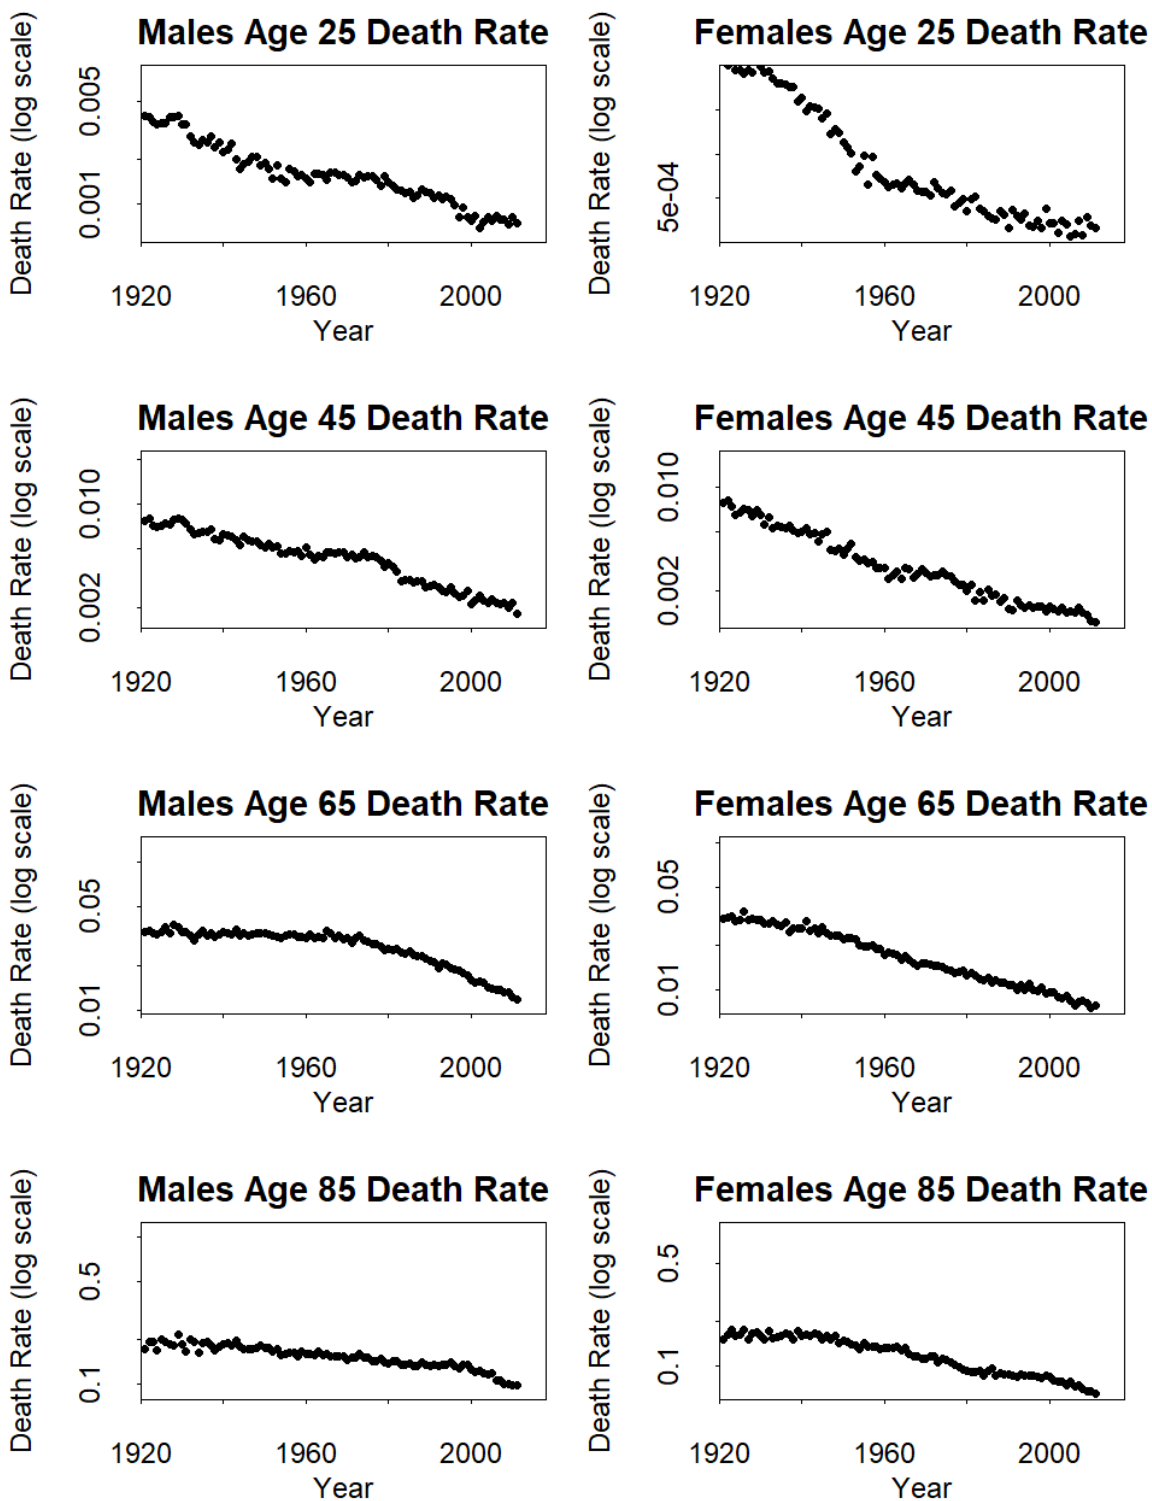 Males Age 25 Death Rate
Death Rate (log scale)
0.005
0.001
1920 1960 2000
Year
Females Age 25 Death Rate
Death Rate (log scale)
5e-04
1920 1960 2000
Year
Males Age 45 Death Rate
Death Rate (log scale)
0.010
0.002
1920 1960 2000
Year
Females Age 45 Death Rate
Death Rate (log scale)
0.010
0.002
1920 1960 2000
Year
Males Age 65 Death Rate
Death Rate (log scale)
0.05
0.01
1920 1960 2000
Year
Females Age 65 Death Rate
Death Rate (log scale)
0.05
0.01
1920 1960 2000
Year
Males Age 85 Death Rate
Death Rate (log scale)
0.5
0.1
1920 1960 2000
Year
Females Age 85 Death Rate
Death Rate (log scale)
0.5
0.1
1920 1960 2000
Year